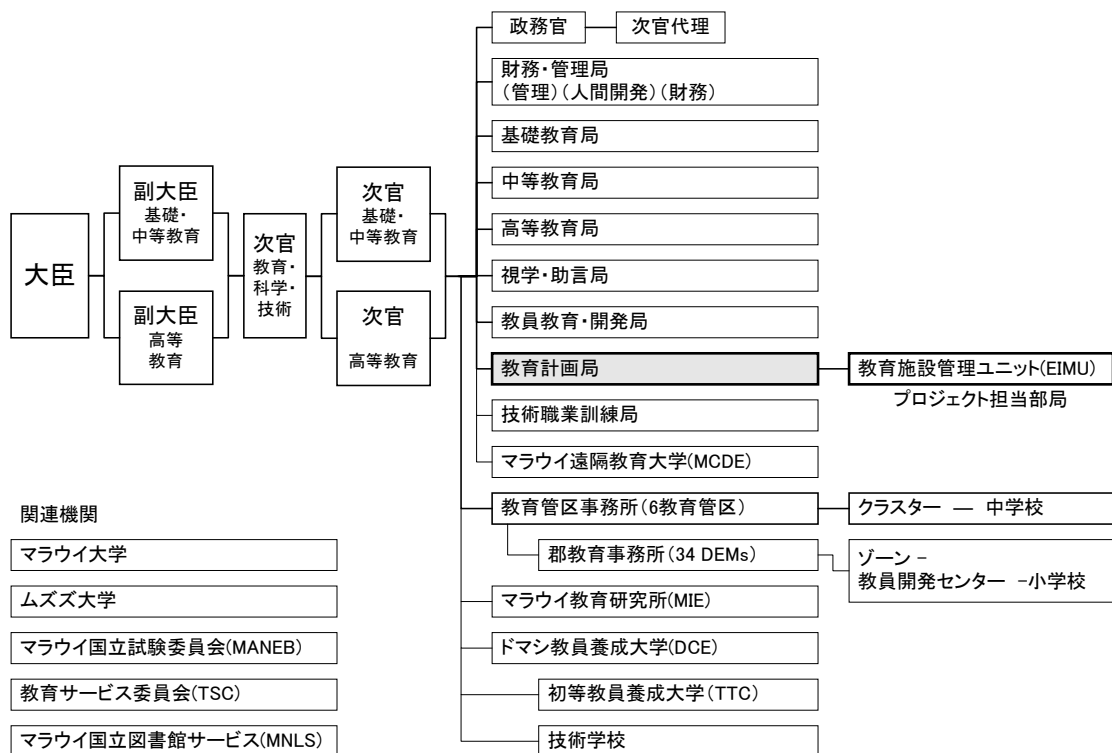 政務官
次官代理
財務・管理局
(管理)(人間開発)(財務)
基礎教育局
中等教育局
高等教育局
視学・助言局
教員教育・開発局
教育計画局
教育施設管理ユニット(EIMU)
プロジェクト担当部局
技術職業訓練局
マラウイ遠隔教育大学(MCDE)
教育管区事務所(6教育管区)
クラスター ― 中学校
郡教育事務所(34 DEMs)
ゾーン −
教員開発センター −小学校
マラウイ教育研究所(MIE)
ドマシ教員養成大学(DCE)
初等教員養成大学(TTC)
技術学校
大臣
副大臣
基礎・
中等教育
副大臣
高等
教育
次官
教育・
科学・
技術
次官
基礎・
中等教育
次官
高等教育
関連機関
マラウイ大学
ムズズ大学
マラウイ国立試験委員会(MANEB)
教育サービス委員会(TSC)
マラウイ国立図書館サービス(MNLS)